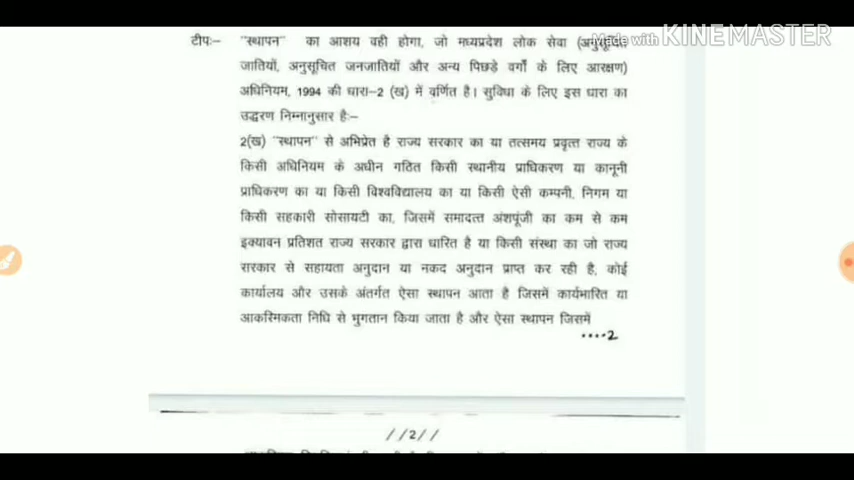 Made with KINEMASTER
टीपः– "स्थापन" का आशय वही होगा, जो मध्यप्रदेश लोक सेवा
जातियों, अनुसूचित जनजातियों और अन्य पिछड़े वर्गों के लिए आरक्षण)
अधिनियम, 1994 की धारा–2 (ख) में वर्णित है। सुविधा के लिए इस धारा का
उद्धरण निम्नानुसार हैः–
2(ख) "स्थापन" से अभिप्रेत है राज्य सरकार का या तत्समय प्रवृत्त राज्य के
किसी अधिनियम के अधीन गठित किसी स्थानीय प्राधिकरण या कानूनी
प्राधिकरण का या किसी विश्वविद्यालय का या किसी ऐसी कम्पनी, निगम या
किसी सहकारी सोसायटी का, जिसमें समादत्त अंशपूंजी का कम से कम
इक्यावन प्रतिशत राज्य सरकार द्वारा धारित है या किसी संस्था का जो राज्य
सरकार से सहायता अनुदान या नकद अनुदान प्राप्त कर रही है, कोई
कार्यालय और उसके अंतर्गत ऐसा स्थापन आता है जिसमें कार्यभारित या
आकस्मिकता निधि से भुगतान किया जाता है और ऐसा स्थापन जिसमें
....2
//2//